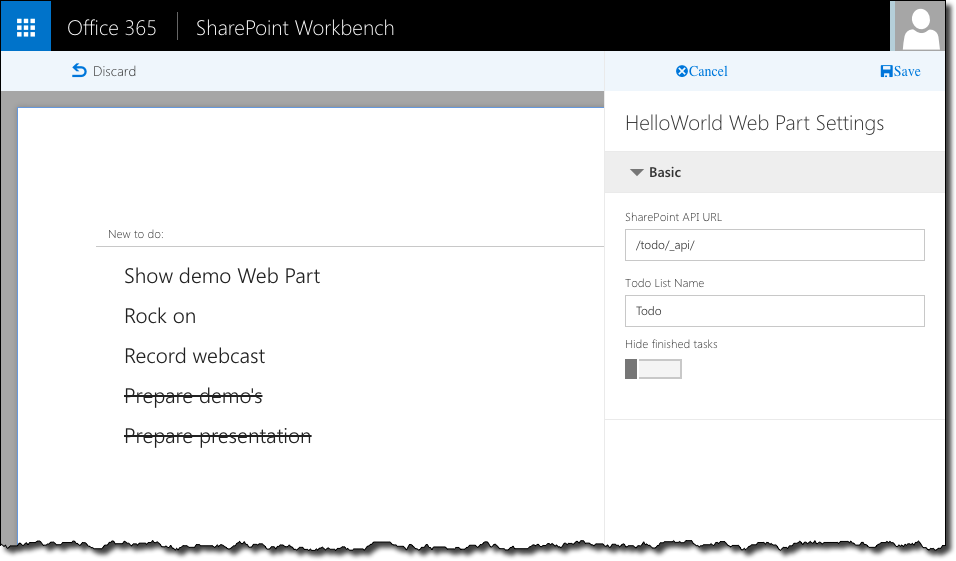 Office 365 SharePoint Workbench
Discard
Cancel Save
HelloWorld Web Part Settings
Basic
SharePoint API URL
/todo/_api/
Todo List Name
Todo
Hide finished tasks
New to do:
Show demo Web Part
Rock on
Record webcast
Prepare demo's
Prepare presentation